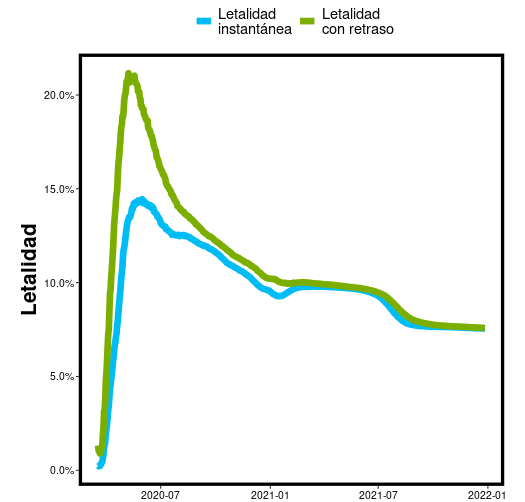 Letalidad
instantánea
Letalidad
con retraso
Letalidad
20.0%
15.0%
10.0%
5.0%
0.0%
2020-07
2021-01
2021-07
2022-01